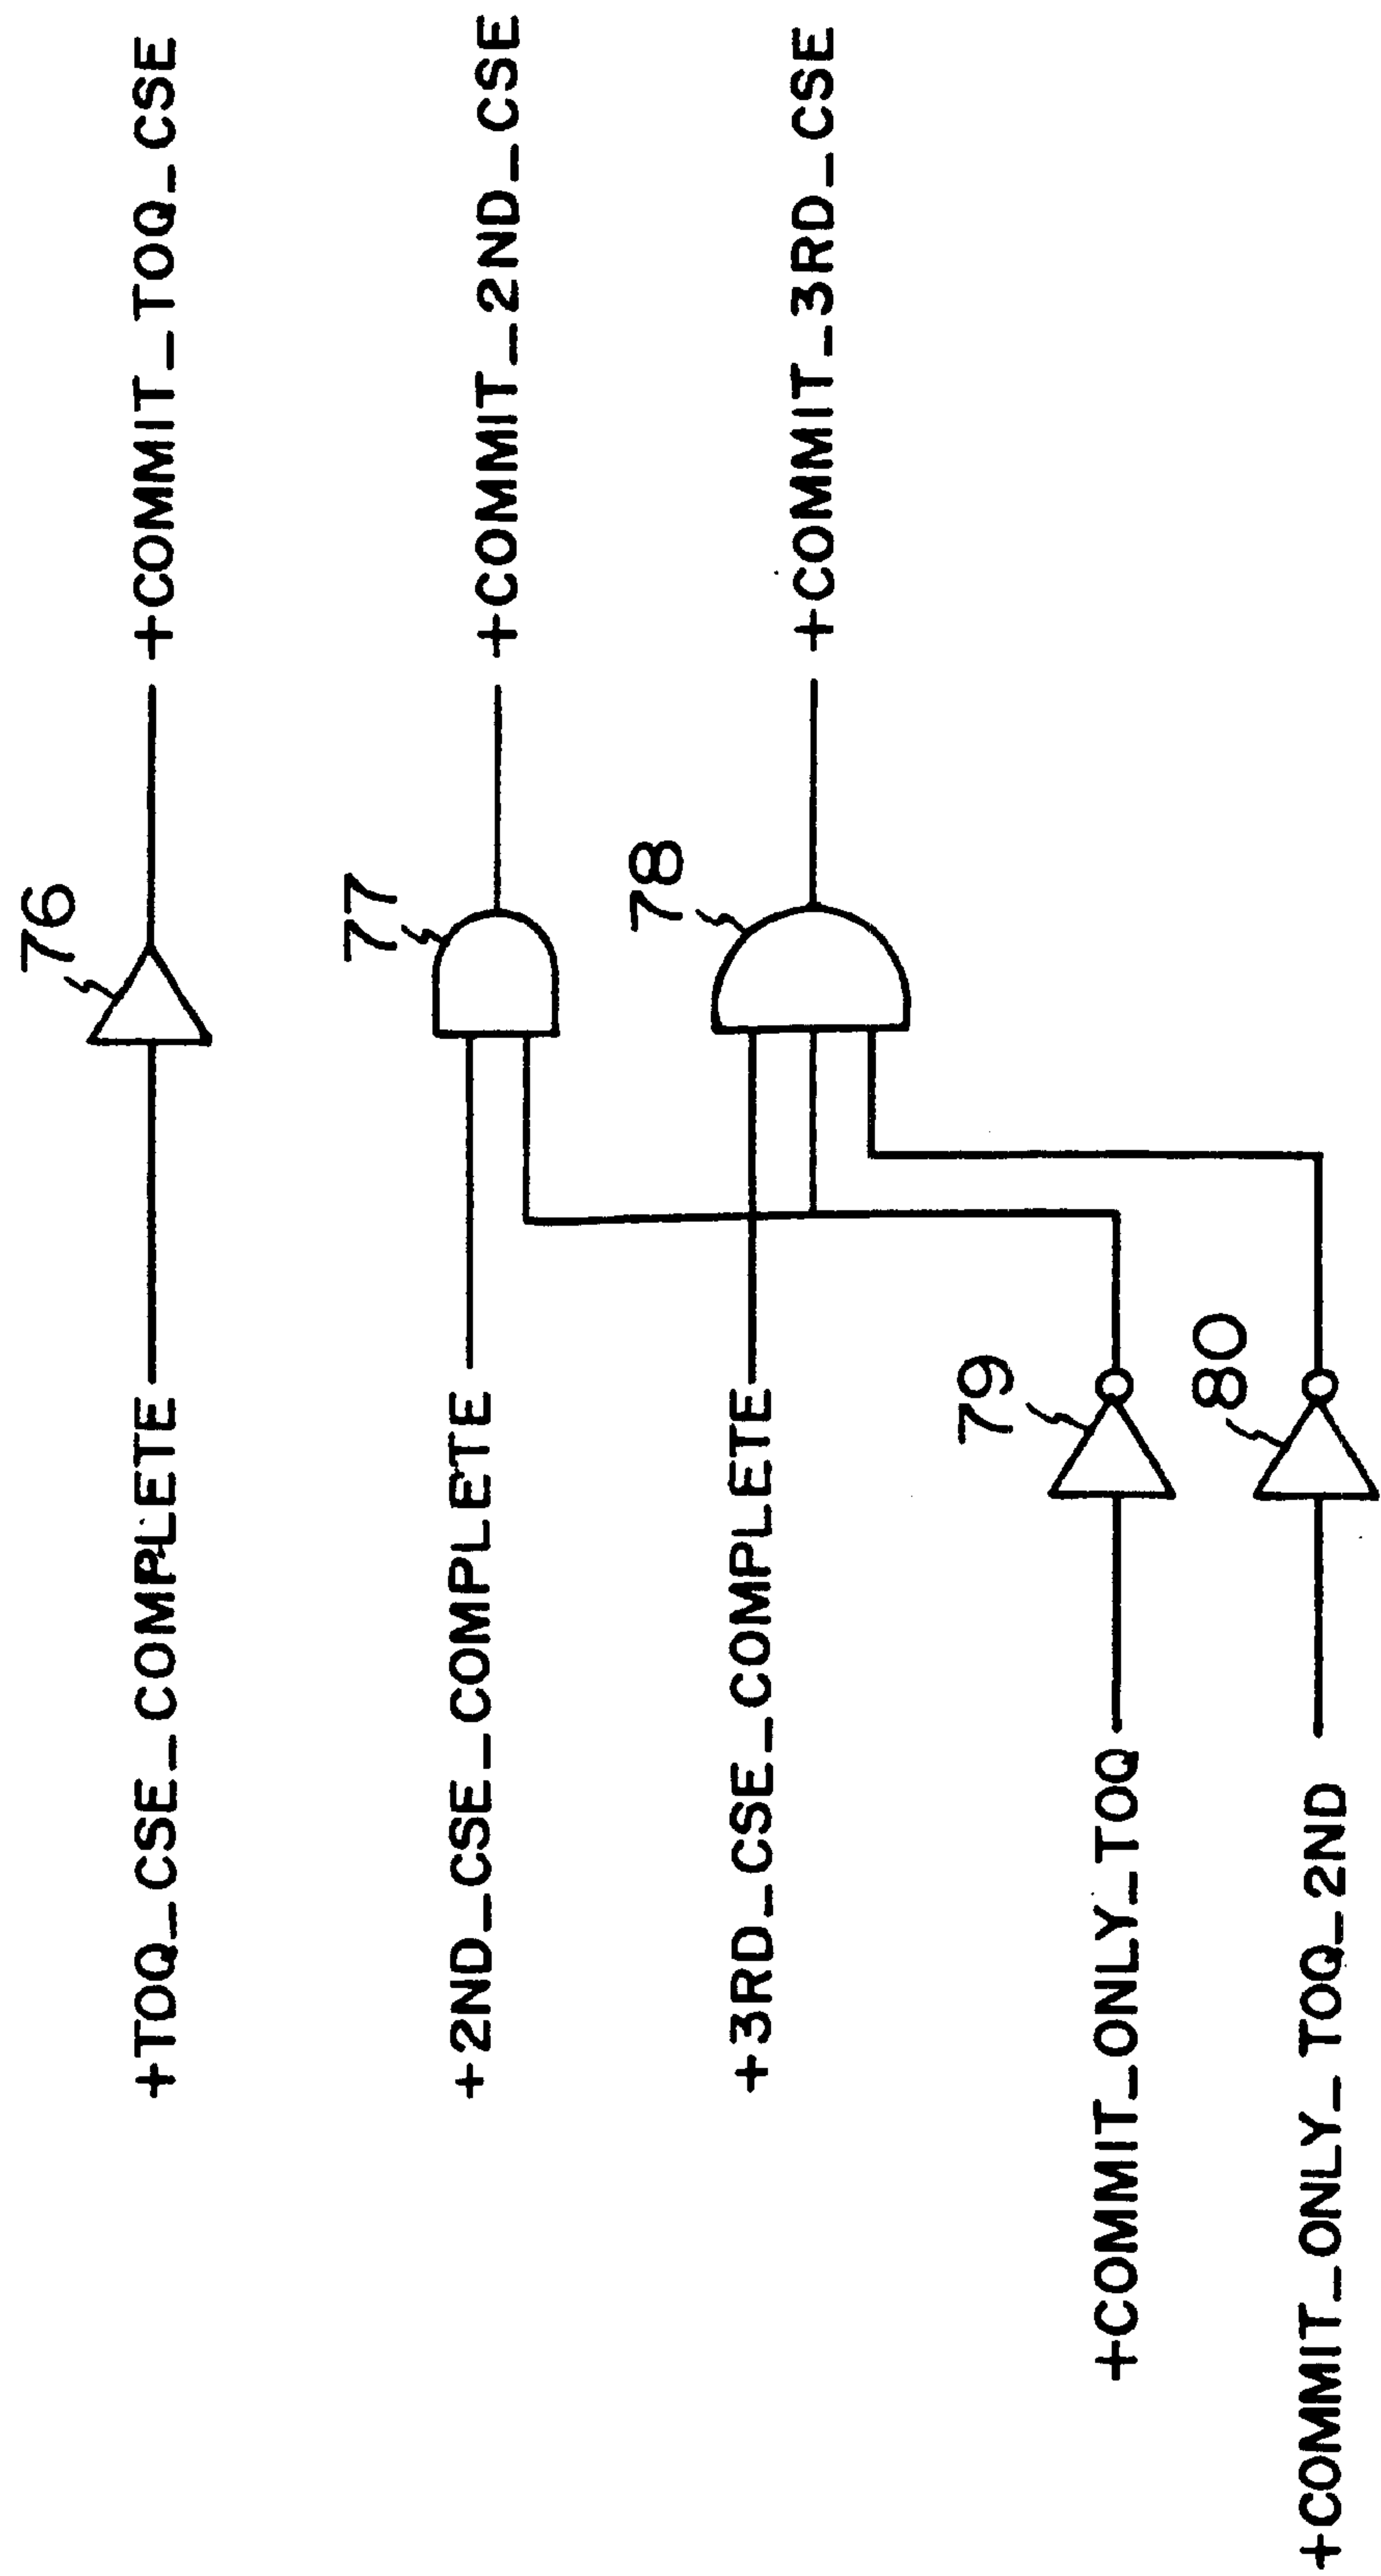 76
+TOQ_CSE_COMPLETE
+COMMIT_TOQ_CSE
77
+2ND_CSE_COMPLETE
+COMMIT_2ND_CSE
78
+3RD_CSE_COMPLETE
+COMMIT_3RD_CSE
79
+COMMIT_ONLY_TOQ
80
+COMMIT_ONLY_TOQ_2ND